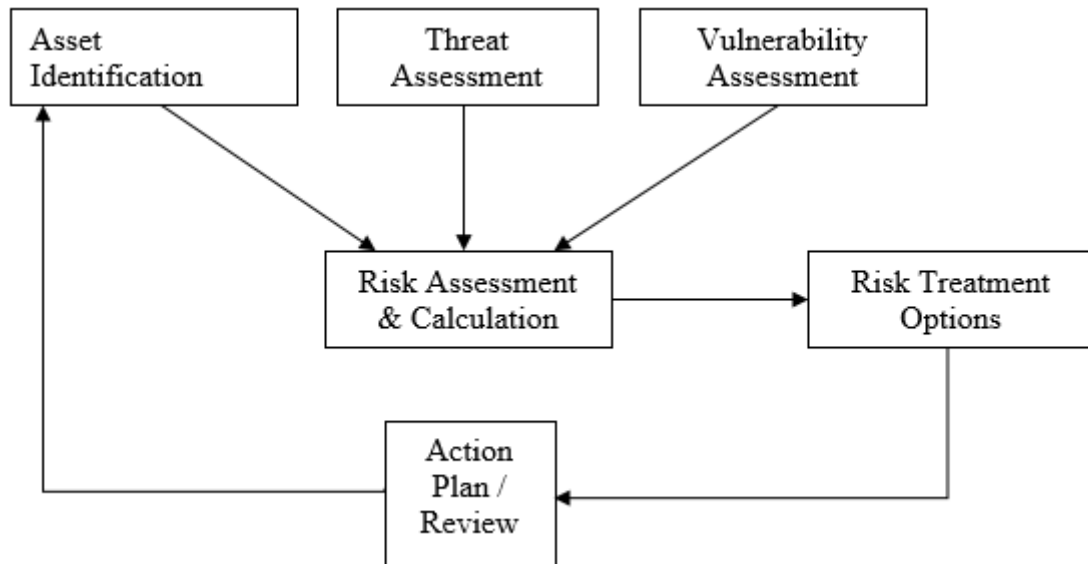 Asset
Identification
Threat
Assessment
Vulnerability
Assessment
Risk Assessment
& Calculation
Risk Treatment
Options
Action
Plan /
Review